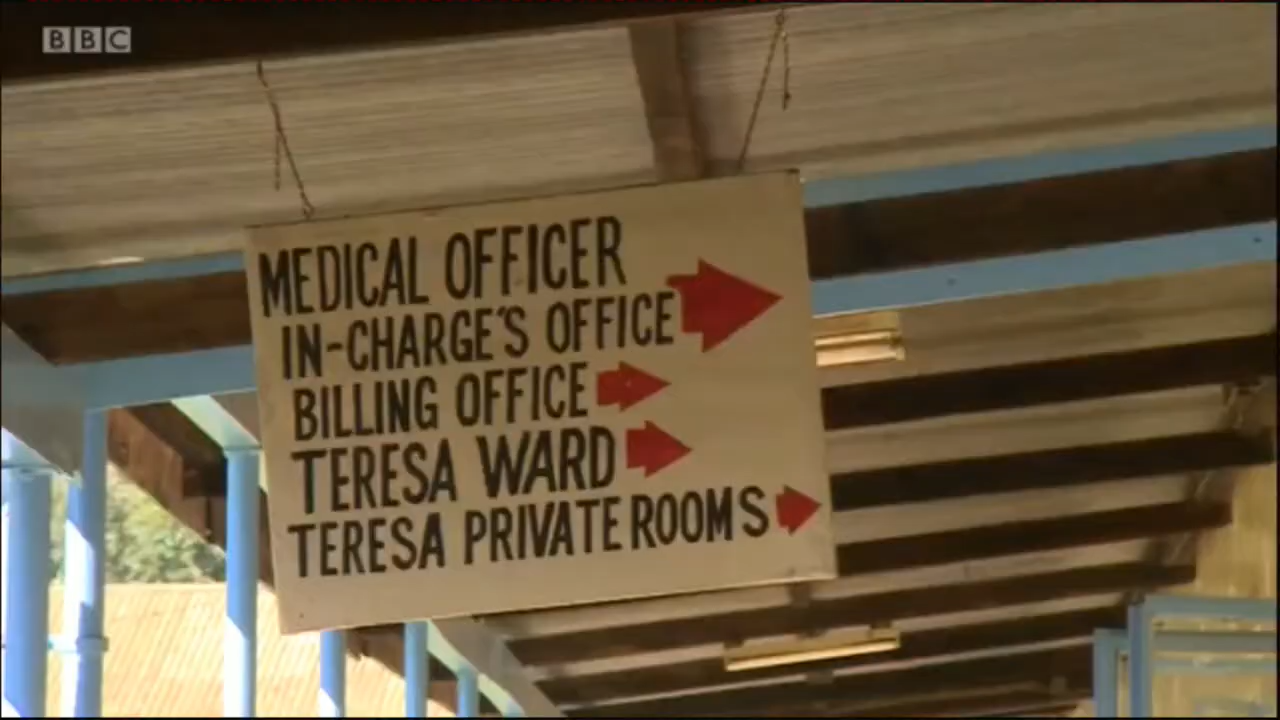 BBC
MEDICAL OFFICER
IN-CHARGE'S OFFICE
BILLING OFFICE
TERESA WARD
TERESA PRIVATE ROOMS